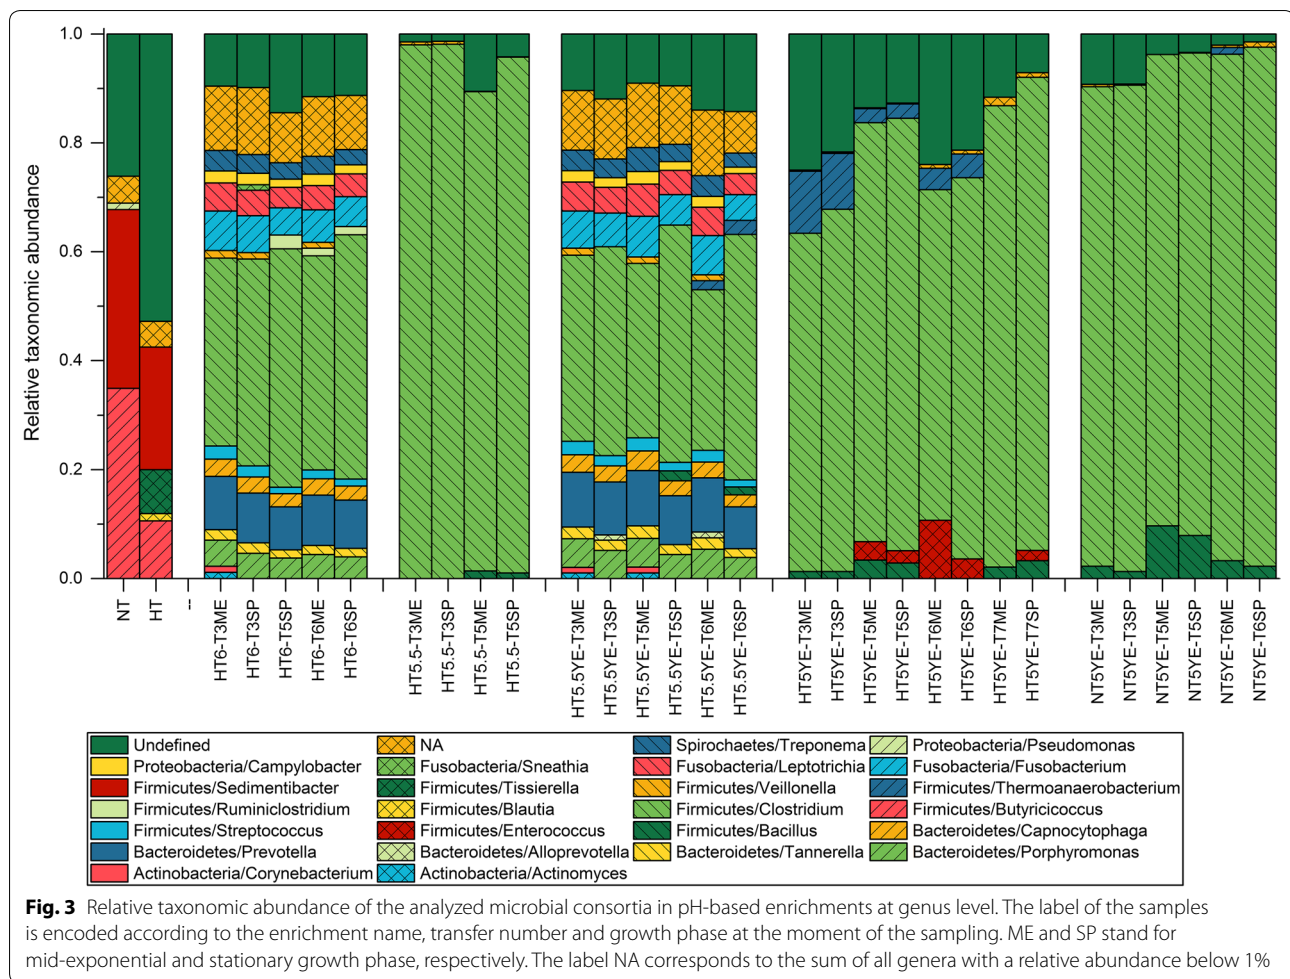 1.0
0.8
0.6
0.4
0.2
0.0
Relative taxonomic abundance
NT
HT
--
HT6-T3ME
HT6-T3SP
HT6-T5SP
HT6-T6ME
HT6-T6SP
HT5.5-T3ME
HT5.5-T3SP
HT5.5-T5ME
HT5.5-T5SP
HT5.5YE-T3ME
HT5.5YE-T3SP
HT5.5YE-T5ME
HT5.5YE-T5SP
HT5.5YE-T6ME
HT5.5YE-T6SP
HT5YE-T3ME
HT5YE-T3SP
HT5YE-T5ME
HT5YE-T5SP
HT5YE-T6ME
HT5YE-T6SP
HT5YE-T7ME
HT5YE-T7SP
NT5YE-T3ME
NT5YE-T3SP
NT5YE-T5ME
NT5YE-T5SP
NT5YE-T6ME
NT5YE-T6SP
Undefined NA Spirochaetes/Treponema Proteobacteria/Pseudomonas
Proteobacteria/Campylobacter Fusobacteria/Sneathia Fusobacteria/Leptotrichia Fusobacteria/Fusobacterium
Firmicutes/Sedimentibacter Firmicutes/Tissierella Firmicutes/Veillonella Firmicutes/Thermoanaerobacterium
Firmicutes/Ruminiclostridium Firmicutes/Blautia Firmicutes/Clostridium Firmicutes/Butyricicoccus
Firmicutes/Streptococcus Firmicutes/Enterococcus Firmicutes/Bacillus Bacteroidetes/Capnocytophaga
Bacteroidetes/Prevotella Bacteroidetes/Alloprevotella Bacteroidetes/Tannerella Bacteroidetes/Porphyromonas
Actinobacteria/Corynebacterium Actinobacteria/Actinomyces
Fig. 3 Relative taxonomic abundance of the analyzed microbial consortia in pH-based enrichments at genus level. The label of the samples
is encoded according to the enrichment name, transfer number and growth phase at the moment of the sampling. ME and SP stand for
mid-exponential and stationary growth phase, respectively. The label NA corresponds to the sum of all genera with a relative abundance below 1%